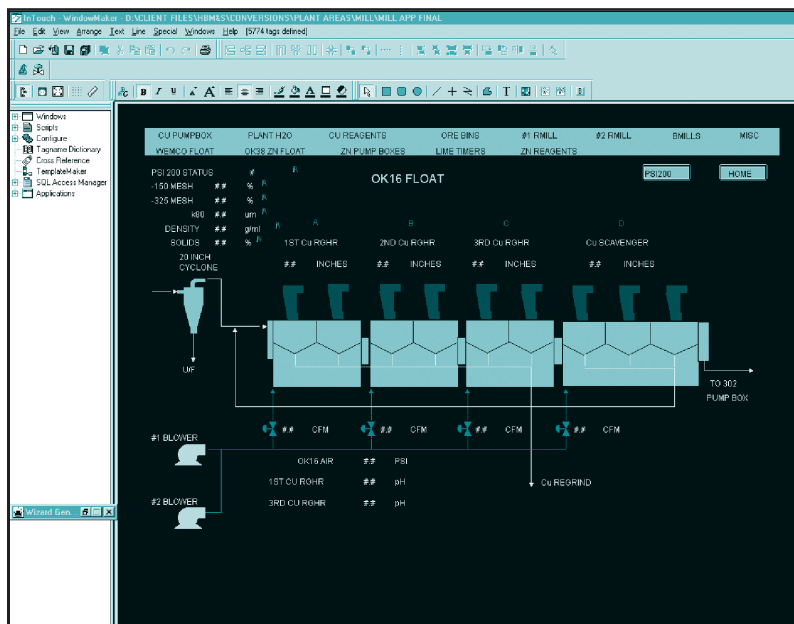 InTouch - WindowMaker - D:\CLIENT FILES\HBM&S\CONVERSIONS\PLANT AREAS\MILL\MILL APP FINAL
File Edit View Arrange Text Line Special Windows Help [5774 tags defined]
Windows
Scripts
Configure
Tagname Dictionary
Cross Reference
TemplateMaker
SQL Access Manager
Applications
Wizard Gen...
CU PUMPBOX PLANT H2O CU REAGENTS ORE BINS #1 RMILL #2 RMILL BMILLS MISC
WEMCO FLOAT OK38 ZN FLOAT ZN PUMP BOXES LIME TIMERS ZN REAGENTS
PSI 200 STATUS # R
OK16 FLOAT
PSI200 HOME
-150 MESH #.# % R
-325 MESH #.# % R
k80 #.# um R
DENSITY #.# g/ml R A B C D
SOLIDS #.# % R 1ST Cu RGHR 2ND Cu RGHR 3RD Cu RGHR Cu SCAVENGER
20 INCH
CYCLONE #.# INCHES #.# INCHES #.# INCHES #.# INCHES
U/F
TO 302
PUMP BOX
#.# CFM #.# CFM #.# CFM #.# CFM
#1 BLOWER
OK16 AIR #.# PSI
1ST CU RGHR #.# pH
Cu REGRIND
#2 BLOWER
3RD CU RGHR #.# pH